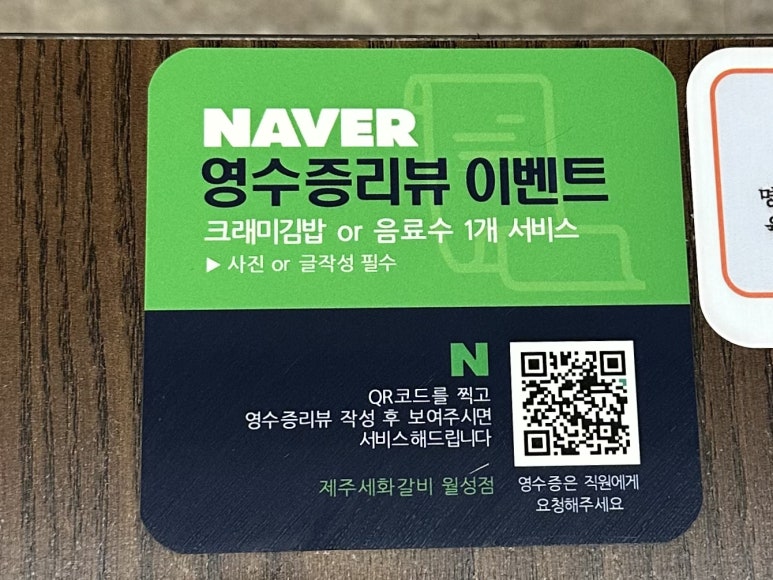 NAVER
영수증리뷰 이벤트
크래미김밥 or 음료수 1개 서비스
▶ 사진 or 글작성 필수
N
QR코드를 찍고
영수증리뷰 작성 후 보여주시면
서비스해드립니다
제주세화갈비 월성점
영수증은 직원에게
요청해주세요